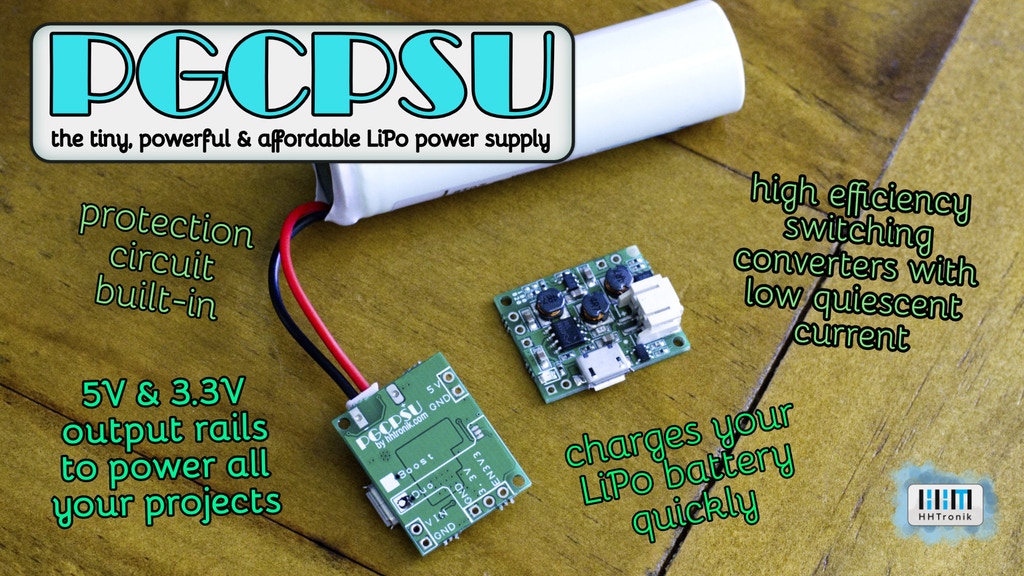 PGCPSU
the tiny, powerful & affordable LiPo power supply
protection
circuit
built-in
high efficiency
switching
converters with
low quiescent
current
5V & 3.3V
output rails
to power all
your projects
charges your
LiPo battery
quickly
PGCPSU
by hhtronik.com
5V
GND
Boost
VIN
GND
GND
HHTronik